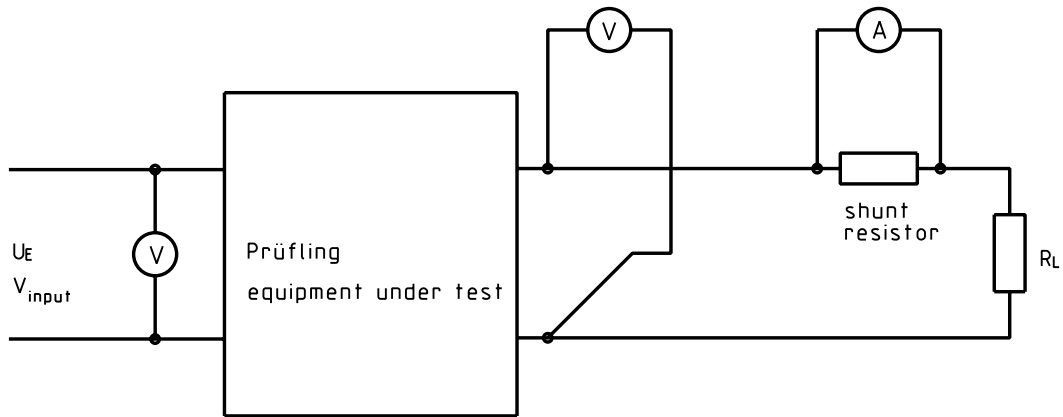 V
A
shunt
resistor
UE
Vinput
V
Prüfling
equipment under test
RL